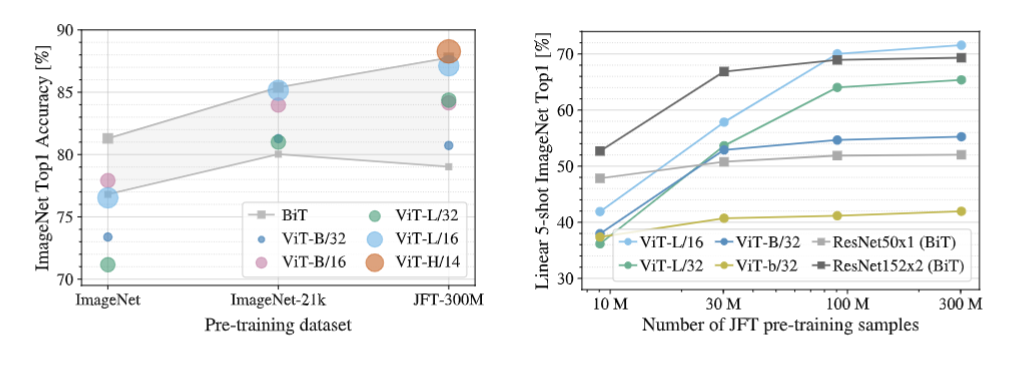 90
85
80
75
70
ImageNet Top1 Accuracy [%]
BiT
ViT-B/32
ViT-B/16
ViT-L/32
ViT-L/16
ViT-H/14
ImageNet
ImageNet-21k
JFT-300M
Pre-training dataset
70
60
50
40
30
Linear 5-shot ImageNet Top1 [%]
ViT-L/16
ViT-L/32
ViT-B/32
ViT-b/32
ResNet50x1 (BiT)
ResNet152x2 (BiT)
10 M
30 M
100 M
300 M
Number of JFT pre-training samples